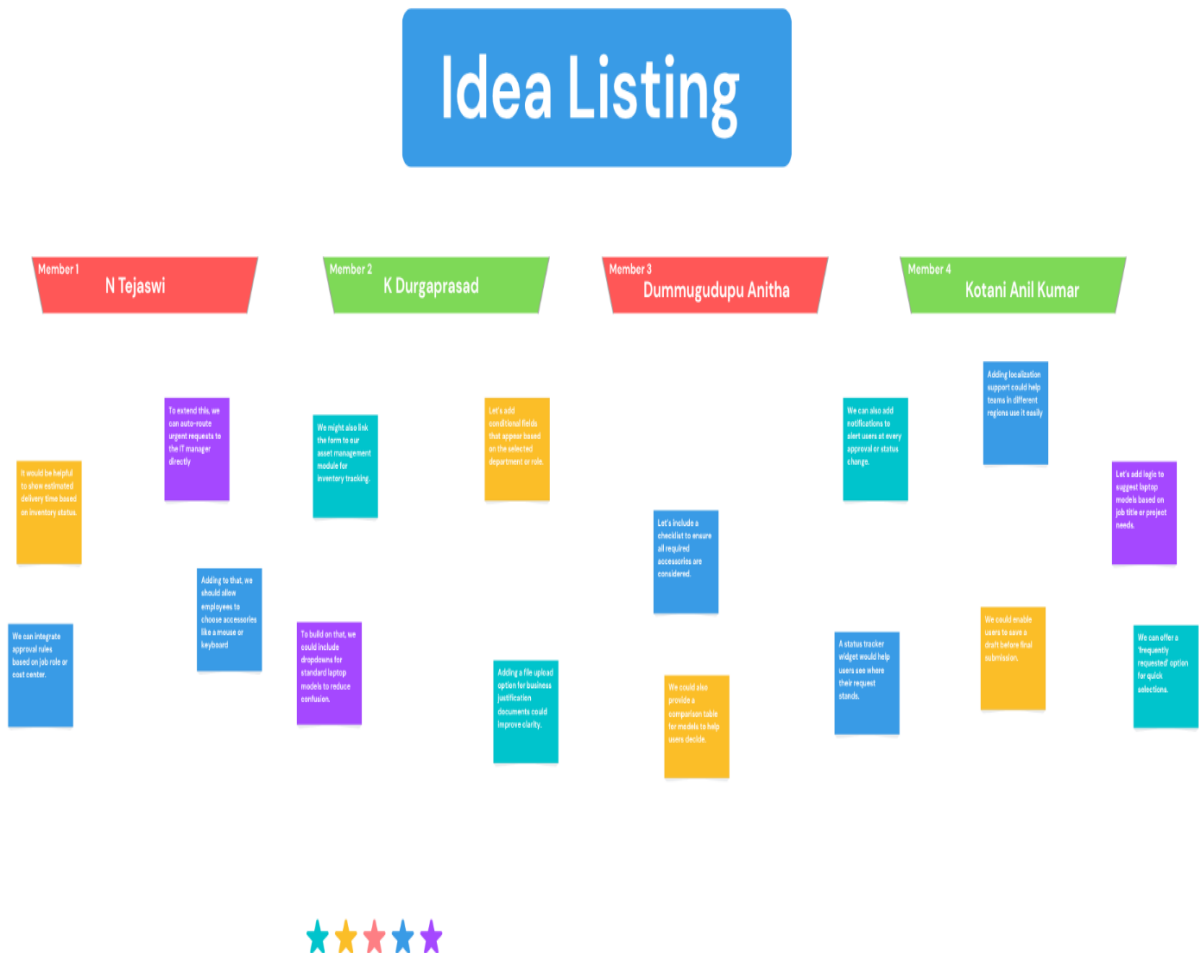 Idea Listing
Member 1
N Tejaswi
Member 2
K Durgaprasad
Member 3
Dummugudupu Anitha
Member 4
Kotani Anil Kumar
It would be helpful
to show estimated
delivery time based
on inventory status.
To extend this, we
can auto-route
urgent requests to
the IT manager
directly
We can integrate
approval rules
based on job role or
cost center.
Adding to that, we
should allow
employees to
choose accessories
like a mouse or
keyboard
We might also link
the form to our
asset management
module for
inventory tracking.
Let's add
conditional fields
that appear based
on the selected
department or role.
To build on that, we
could include
dropdowns for
standard laptop
models to reduce
confusion.
Adding a file upload
option for business
justification
documents could
improve clarity.
Let's include a
checklist to ensure
all required
accessories are
considered.
We could also
provide a
comparison table
for models to help
users decide.
We can also add
notifications to
alert users at every
approval or status
change.
Adding localization
support could help
teams in different
regions use it easily
Let's add logic to
suggest laptop
models based on
job title or project
needs.
A status tracker
widget would help
users see where
their request
stands.
We could enable
users to save a
draft before final
submission.
We can offer a
'frequently
requested' option
for quick
selections.